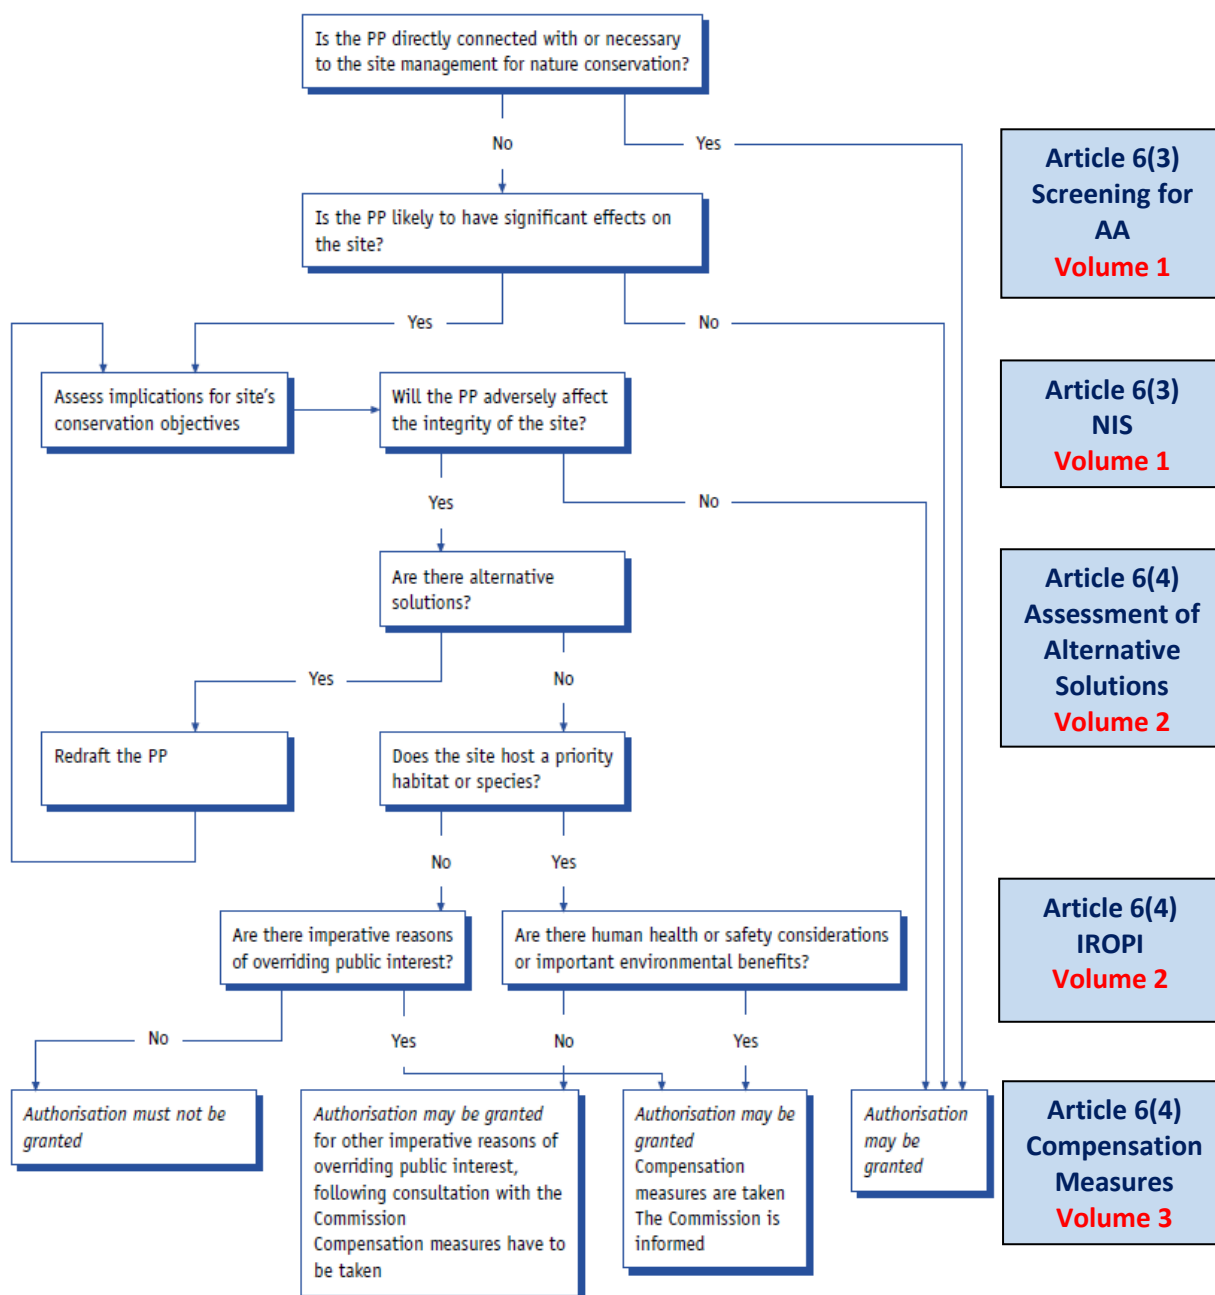 Is the PP directly connected with or necessary
to the site management for nature conservation?
No
Yes
Article 6(3)
Screening for
AA
Volume 1
Is the PP likely to have significant effects on
the site?
Yes
No
Assess implications for site's
conservation objectives
Will the PP adversely affect
the integrity of the site?
Article 6(3)
NIS
Volume 1
Yes
No
Are there alternative
solutions?
Article 6(4)
Assessment of
Alternative
Solutions
Volume 2
Yes
No
Redraft the PP
Does the site host a priority
habitat or species?
No
Yes
Are there imperative reasons
of overriding public interest?
Are there human health or safety considerations
or important environmental benefits?
Article 6(4)
IROPI
Volume 2
No
Yes
No
Yes
Authorisation must not be
granted
Authorisation may be granted
for other imperative reasons of
overriding public interest,
following consultation with the
Commission
Compensation measures have to
be taken
Authorisation may be
granted
Compensation
measures are taken
The Commission is
informed
Authorisation
may be
granted
Article 6(4)
Compensation
Measures
Volume 3